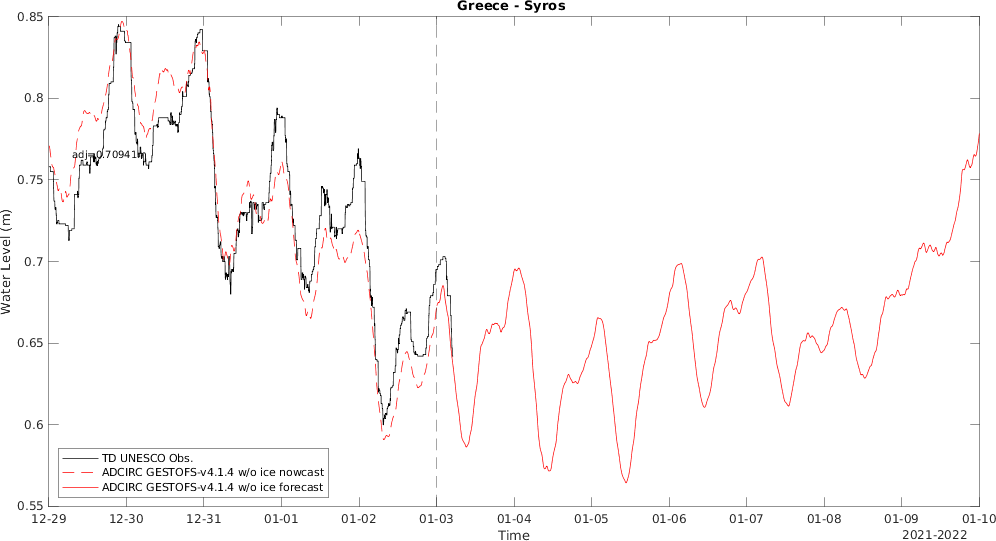 Greece - Syros
0.85
0.8
0.75
0.7
0.65
0.6
0.55
Water Level (m)
adj=0.70941m
TD UNESCO Obs.
ADCIRC GESTOFS-v4.1.4 w/o ice nowcast
ADCIRC GESTOFS-v4.1.4 w/o ice forecast
12-29 12-30 12-31 01-01 01-02 01-03 01-04 01-05 01-06 01-07 01-08 01-09 01-10
Time
2021-2022